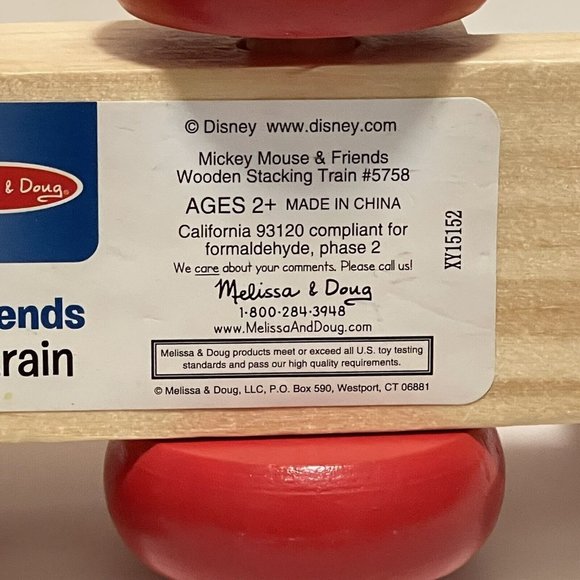 & Doug®
ends
rain
© Disney www.disney.com
Mickey Mouse & Friends
Wooden Stacking Train #5758
AGES 2+ MADE IN CHINA
California 93120 compliant for
formaldehyde, phase 2
We care about your comments. Please call us!
Melissa & Doug
1-800-284-3948
www.MelissaAndDoug.com
Melissa & Doug products meet or exceed all U.S. toy testing
standards and pass our high quality requirements.
© Melissa & Doug, LLC, P.O. Box 590, Westport, CT 06881
XY15152